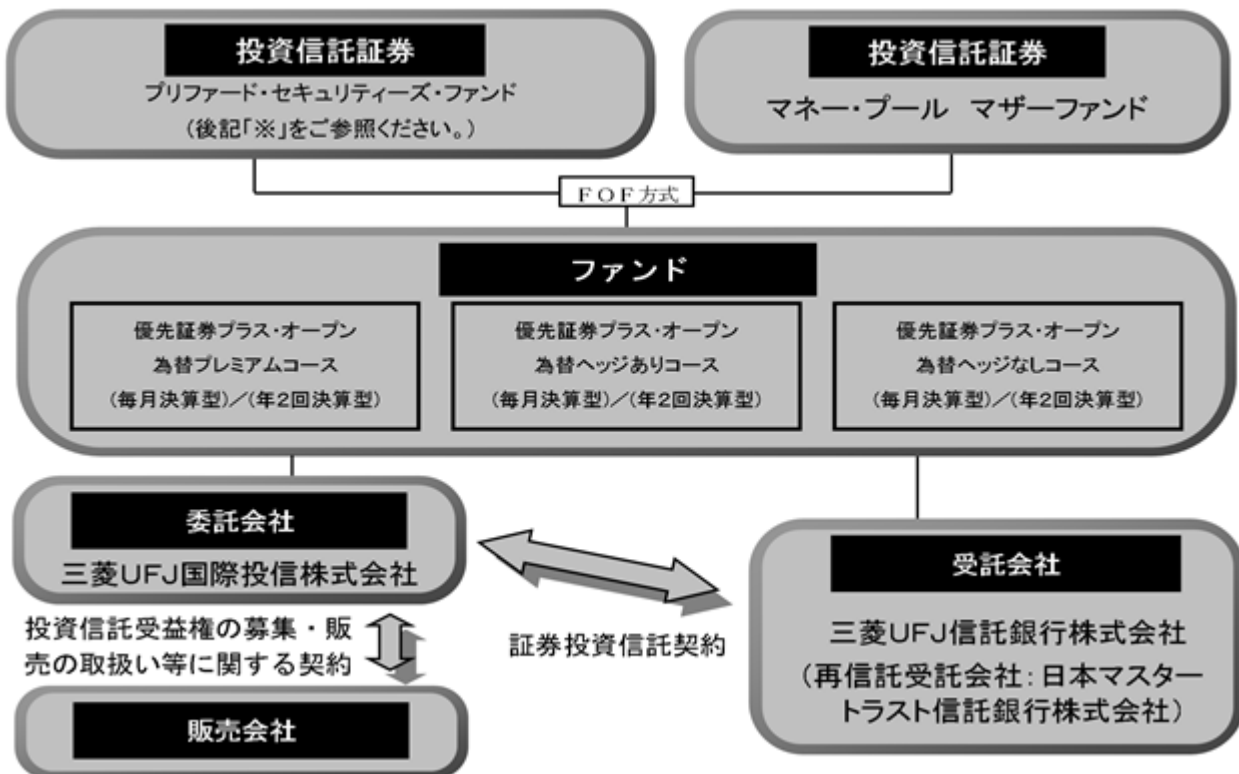 投資信託証券
プリファード・セキュリティーズ・ファンド
(後記「※」をご参照ください。)
投資信託証券
マネー・プール マザーファンド
FOF方式
ファンド
優先証券プラス・オープン
為替プレミアムコース
(毎月決算型)/(年2回決算型)
優先証券プラス・オープン
為替ヘッジありコース
(毎月決算型)/(年2回決算型)
優先証券プラス・オープン
為替ヘッジなしコース
(毎月決算型)/(年2回決算型)
委託会社
三菱UFJ国際投信株式会社
投資信託受益権の募集・販
売の取扱い等に関する契約
販売会社
証券投資信託契約
受託会社
三菱UFJ信託銀行株式会社
(再信託受託会社:日本マスター
トラスト信託銀行株式会社)